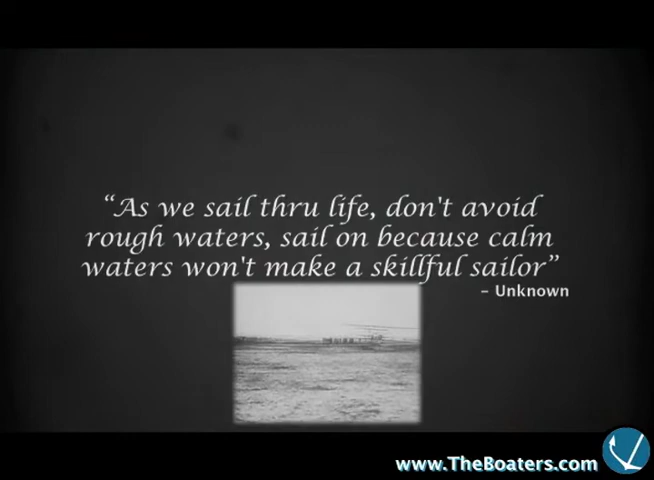 “As we sail thru life, don't avoid
rough waters, sail on because calm
waters won't make a skillful sailor”
– Unknown
www.TheBoaters.com